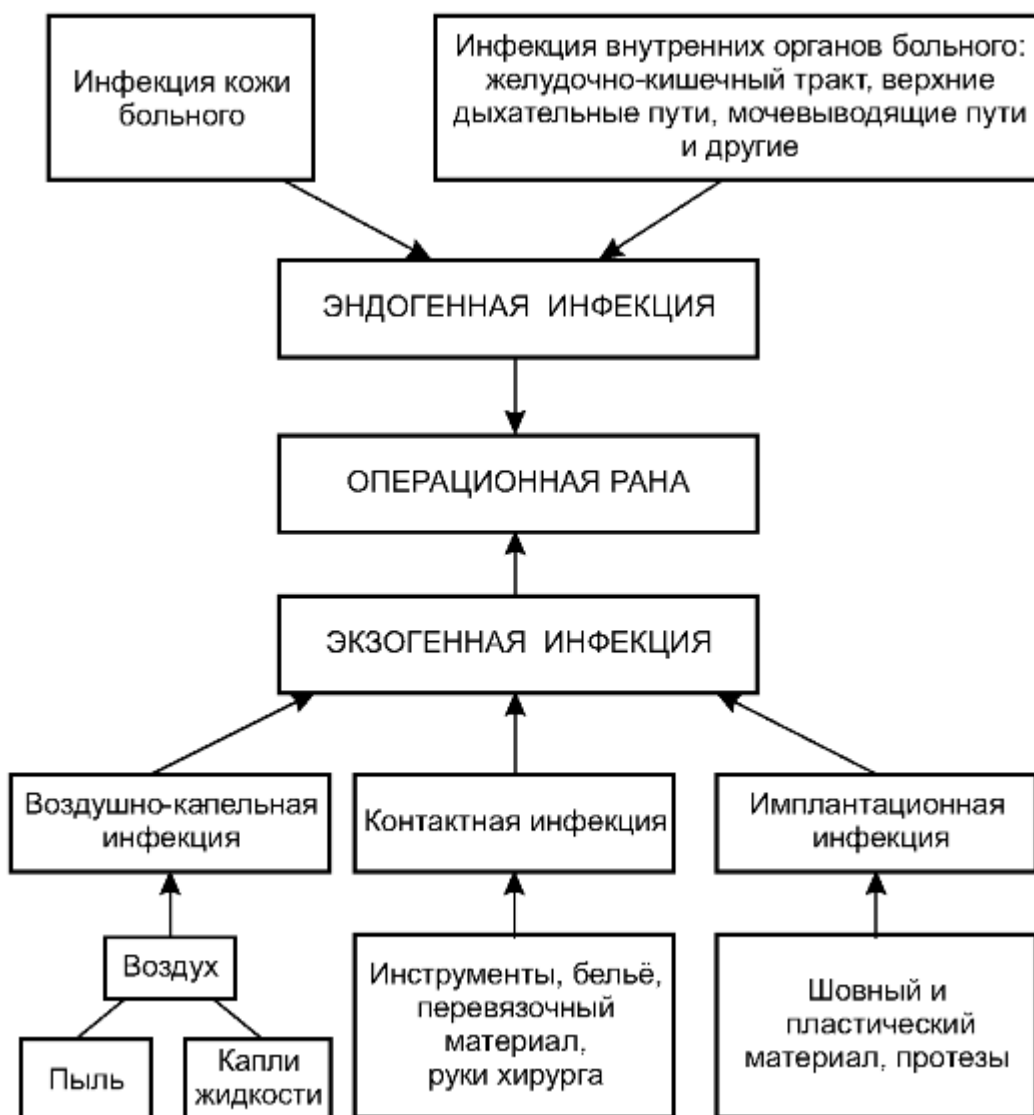 Инфекция кожи
больного
Инфекция внутренних органов больного:
желудочно-кишечный тракт, верхние
дыхательные пути, мочевыводящие пути
и другие
ЭНДОГЕННАЯ ИНФЕКЦИЯ
ОПЕРАЦИОННАЯ РАНА
ЭКЗОГЕННАЯ ИНФЕКЦИЯ
Воздушно-капельная
инфекция
Контактная инфекция
Имплантационная
инфекция
Воздух
Пыль
Капли
жидкости
Инструменты, бельё,
перевязочный
материал,
руки хирурга
Шовный и
пластический
материал, протезы